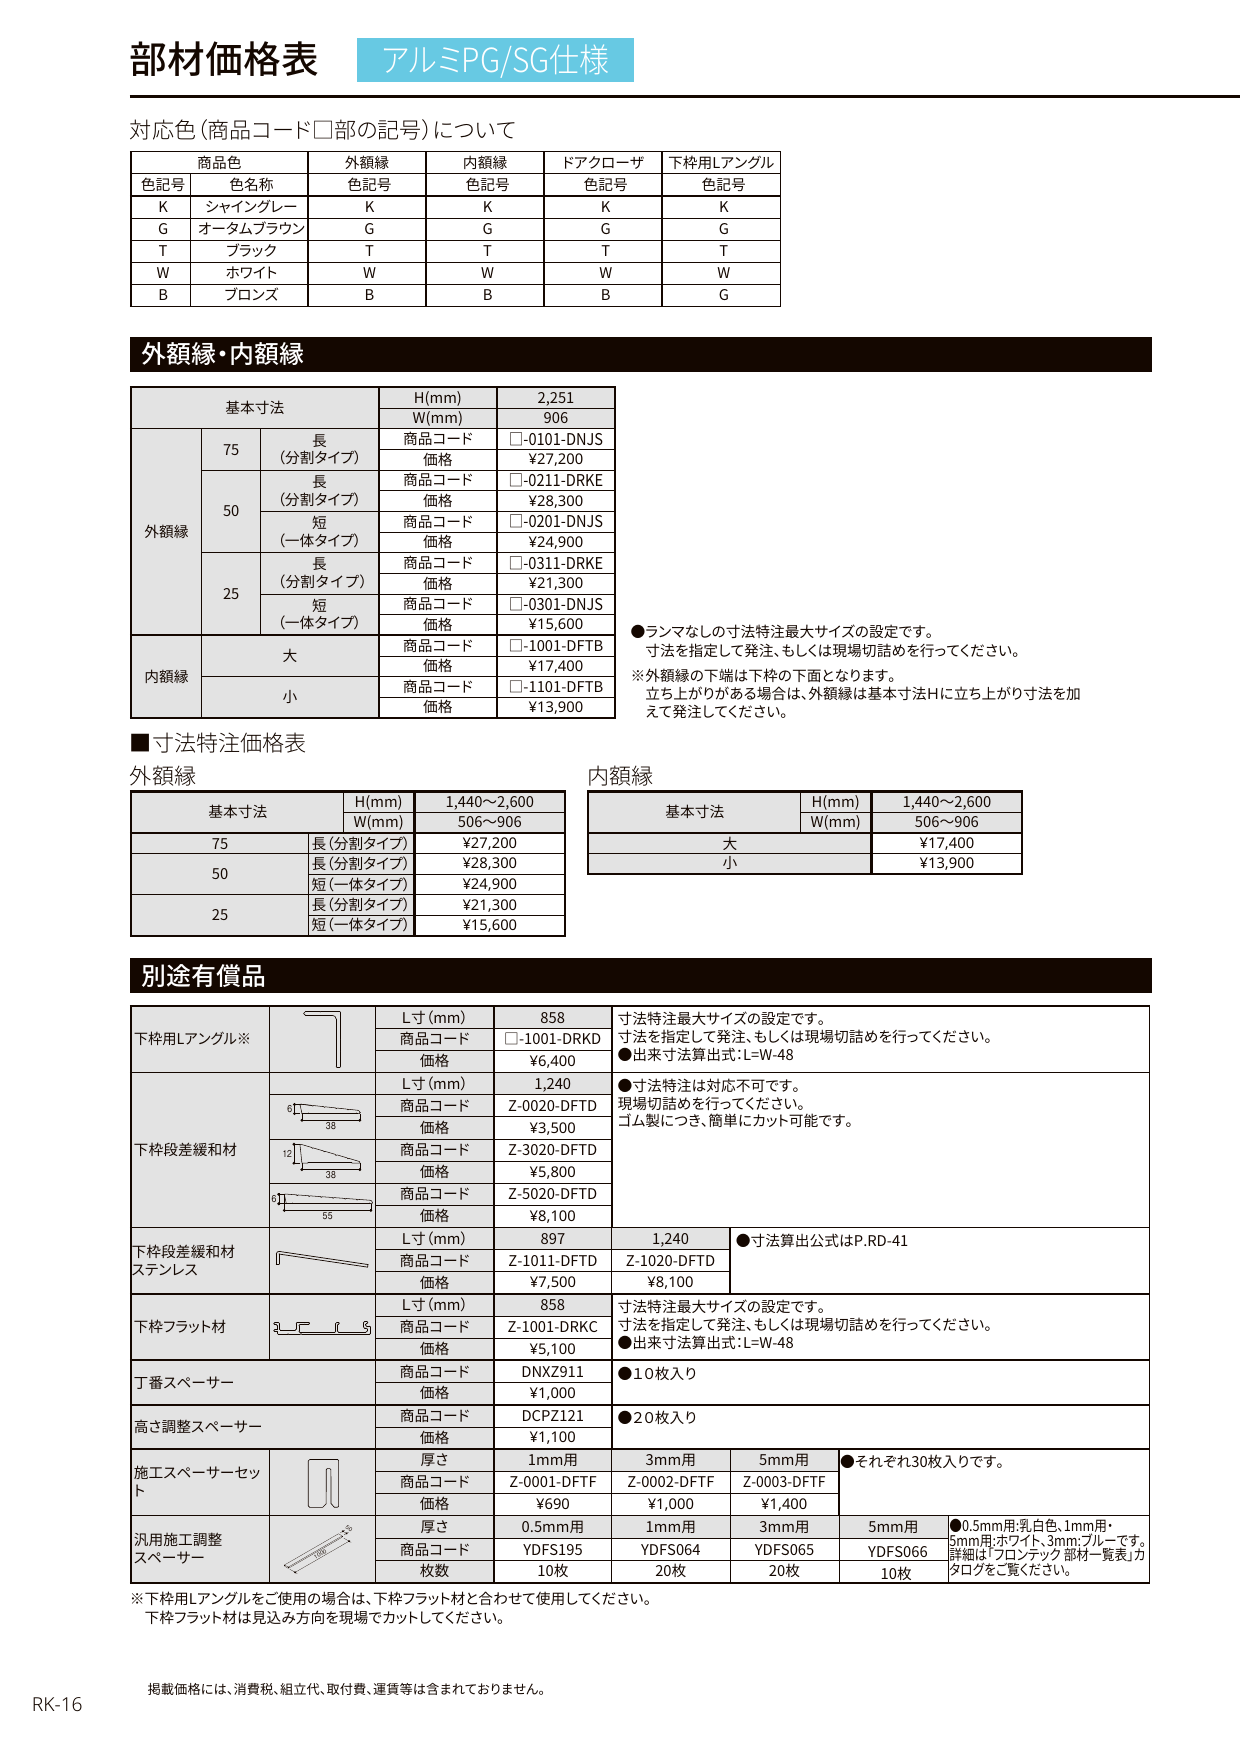 部材価格表 アルミPG/SG仕様
対応色（商品コード□部の記号）について
商品色 外額縁 内額縁 ドアクローザ 下枠用Lアングル
色記号 色名称 色記号 色記号 色記号 色記号
K シャイングレー K K K K
G オータムブラウン G G G G
T ブラック T T T T
W ホワイト W W W W
B ブロンズ B B B G
外額縁・内額縁
基本寸法 H(mm) 2,251
W(mm) 906
外額縁 75 長（分割タイプ） 商品コード □-0101-DNJS
価格 ¥27,200
50 長（分割タイプ） 商品コード □-0211-DRKE
価格 ¥28,300
短（一体タイプ） 商品コード □-0201-DNJS
価格 ¥24,900
25 長（分割タイプ） 商品コード □-0311-DRKE
価格 ¥21,300
短（一体タイプ） 商品コード □-0301-DNJS
価格 ¥15,600
内額縁 大 商品コード □-1001-DFTB
価格 ¥17,400
小 商品コード □-1101-DFTB
価格 ¥13,900
●ランマなしの寸法特注最大サイズの設定です。
寸法を指定して発注、もしくは現場切詰めを行ってください。
※外額縁の下端は下枠の下面となります。
立ち上がりがある場合は、外額縁は基本寸法Hに立ち上がり寸法を加
えて発注してください。
■寸法特注価格表
外額縁
基本寸法 H(mm) 1,440～2,600
W(mm) 506～906
75 長（分割タイプ） ¥27,200
50 長（分割タイプ） ¥28,300
短（一体タイプ） ¥24,900
25 長（分割タイプ） ¥21,300
短（一体タイプ） ¥15,600
内額縁
基本寸法 H(mm) 1,440～2,600
W(mm) 506～906
大 ¥17,400
小 ¥13,900
別途有償品
下枠用Lアングル※ L寸（mm） 858
商品コード □-1001-DRKD
価格 ¥6,400
寸法特注最大サイズの設定です。
寸法を指定して発注、もしくは現場切詰めを行ってください。
●出来寸法算出式：L=W-48
下枠段差緩和材 L寸（mm） 1,240
6 38 商品コード Z-0020-DFTD
価格 ¥3,500
12 38 商品コード Z-3020-DFTD
価格 ¥5,800
6 55 商品コード Z-5020-DFTD
価格 ¥8,100
●寸法特注は対応不可です。
現場切詰めを行ってください。
ゴム製につき、簡単にカット可能です。
下枠段差緩和材
ステンレス
L寸（mm） 897 1,240 ●寸法算出公式はP.RD-41
商品コード Z-1011-DFTD Z-1020-DFTD
価格 ¥7,500 ¥8,100
下枠フラット材 L寸（mm） 858
商品コード Z-1001-DRKC
価格 ¥5,100
寸法特注最大サイズの設定です。
寸法を指定して発注、もしくは現場切詰めを行ってください。
●出来寸法算出式：L=W-48
丁番スペーサー 商品コード DNXZ911 ●10枚入り
価格 ¥1,000
高さ調整スペーサー 商品コード DCPZ121 ●20枚入り
価格 ¥1,100
施工スペーサーセッ
ト
厚さ 1mm用 3mm用 5mm用 ●それぞれ30枚入りです。
商品コード Z-0001-DFTF Z-0002-DFTF Z-0003-DFTF
価格 ¥690 ¥1,000 ¥1,400
汎用施工調整
スペーサー
50
1000
厚さ 0.5mm用 1mm用 3mm用 5mm用
商品コード YDFS195 YDFS064 YDFS065 YDFS066
枚数 10枚 20枚 20枚 10枚
●0.5mm用:乳白色、1mm用・
5mm用:ホワイト、3mm:ブルーです。
詳細は「フロンテック 部材一覧表」カ
タログをご覧ください。
※下枠用Lアングルをご使用の場合は、下枠フラット材と合わせて使用してください。
下枠フラット材は見込み方向を現場でカットしてください。
掲載価格には、消費税、組立代、取付費、運賃等は含まれておりません。
RK-16